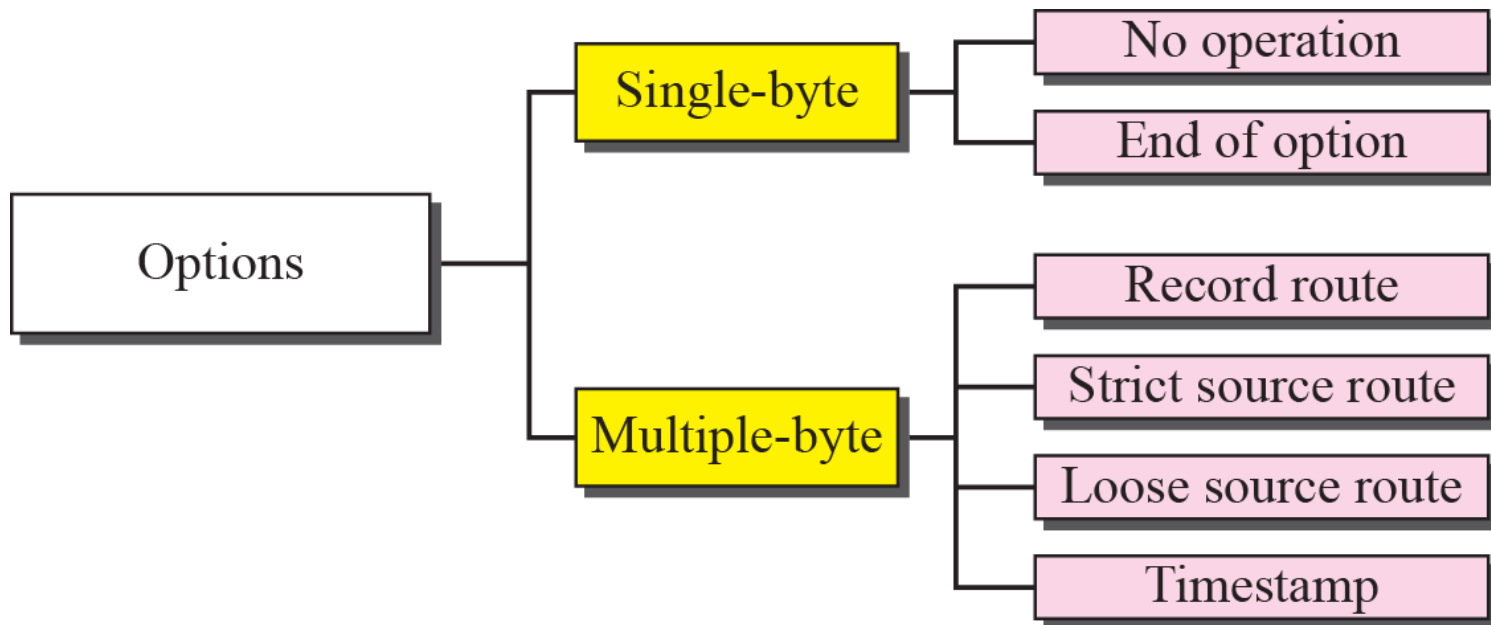 Options
Single-byte
No operation
End of option
Multiple-byte
Record route
Strict source route
Loose source route
Timestamp